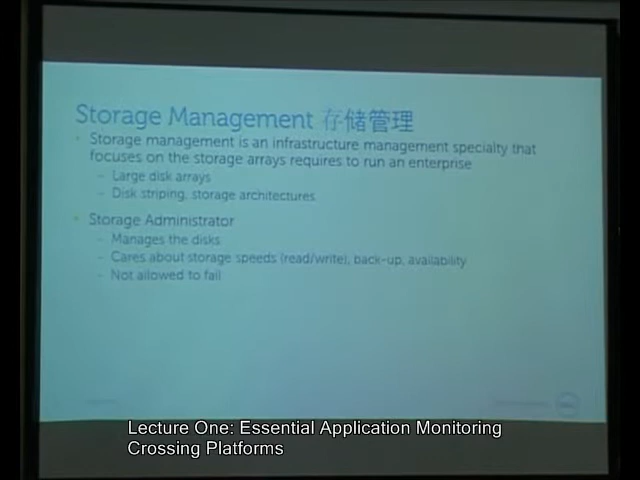 Storage Management 存储管理
Storage management is an infrastructure management specialty that
focuses on the storage arrays requires to run an enterprise
- Large disk arrays
- Disk striping, storage architectures
Storage Administrator
- Manages the disks
- Cares about storage speeds (read/write), back-up, availability
- Not allowed to fail
Lecture One: Essential Application Monitoring
Crossing Platforms